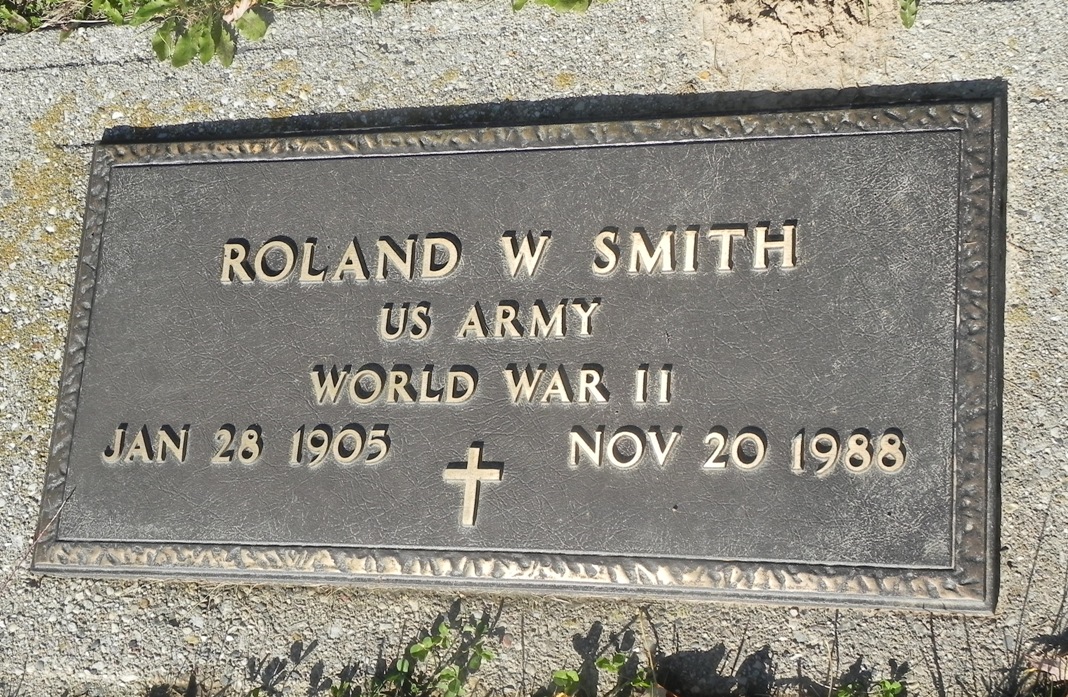 ROLAND W SMITH
US ARMY
WORLD WAR II
JAN 28 1905 NOV 20 1988